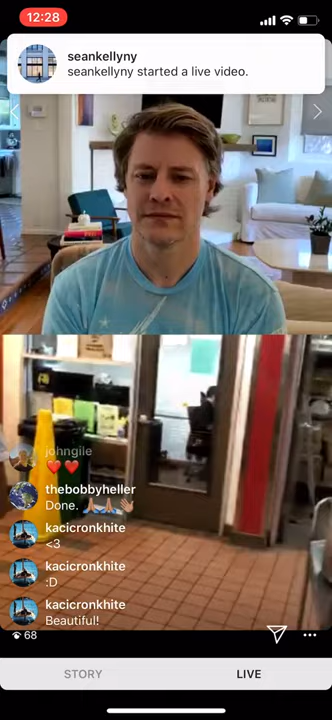 12:28
seankellyny
seankellyny started a live video.
johngile
❤️❤️
thebobbyheller
Done. 🙏🏼🙏🏼👏🏼
kacicronkhite
<3
kacicronkhite
:D
kacicronkhite
Beautiful!
68
STORY
LIVE